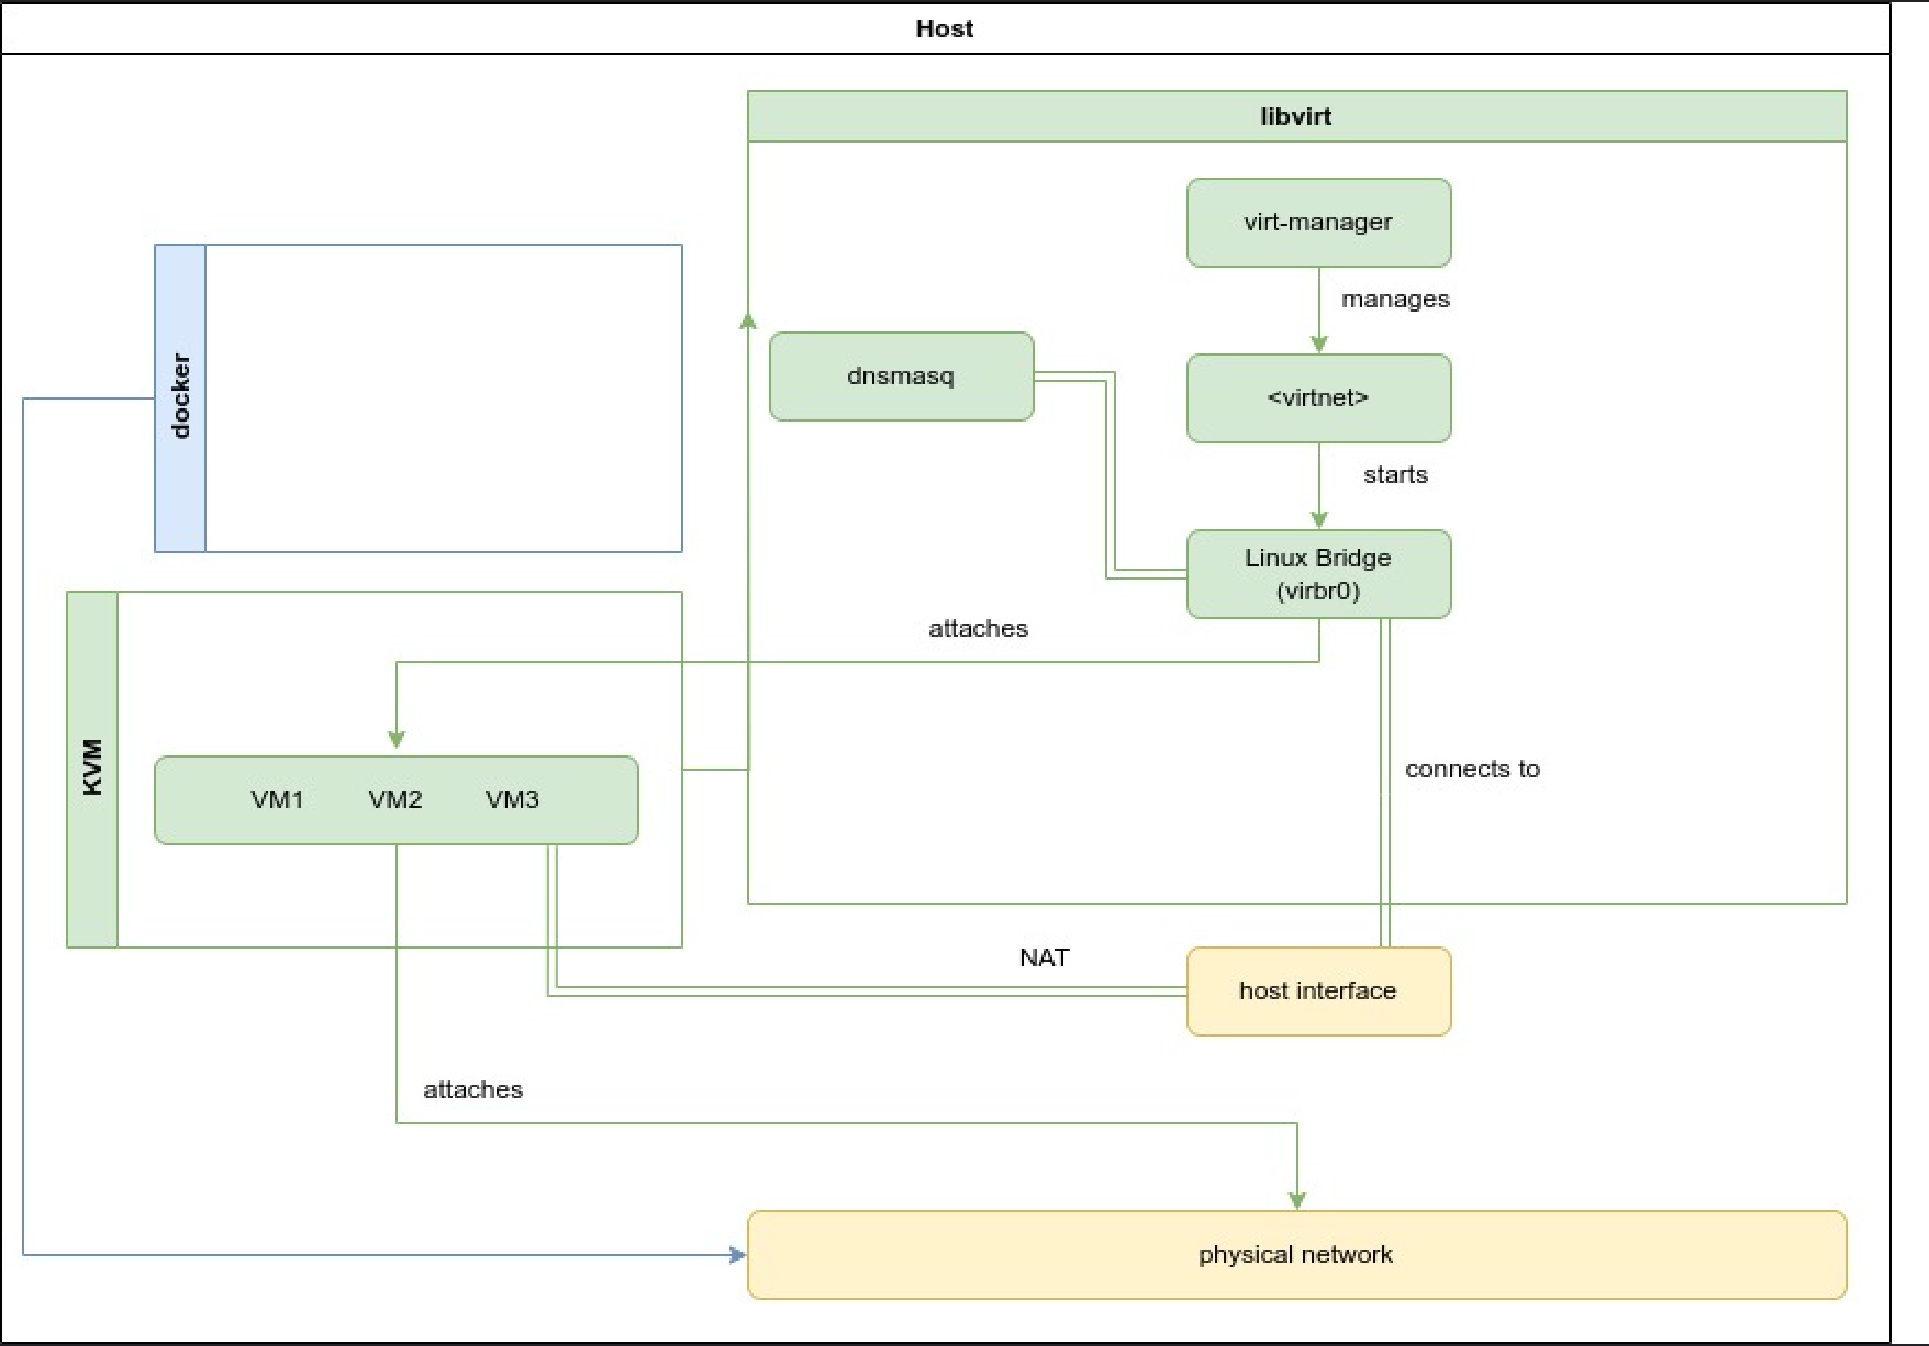 Host
libvirt
virt-manager
manages
docker
dnsmasq
<virtnet>
starts
Linux Bridge
(virbr0)
attaches
KVM
VM1 VM2 VM3
connects to
NAT
host interface
attaches
physical network